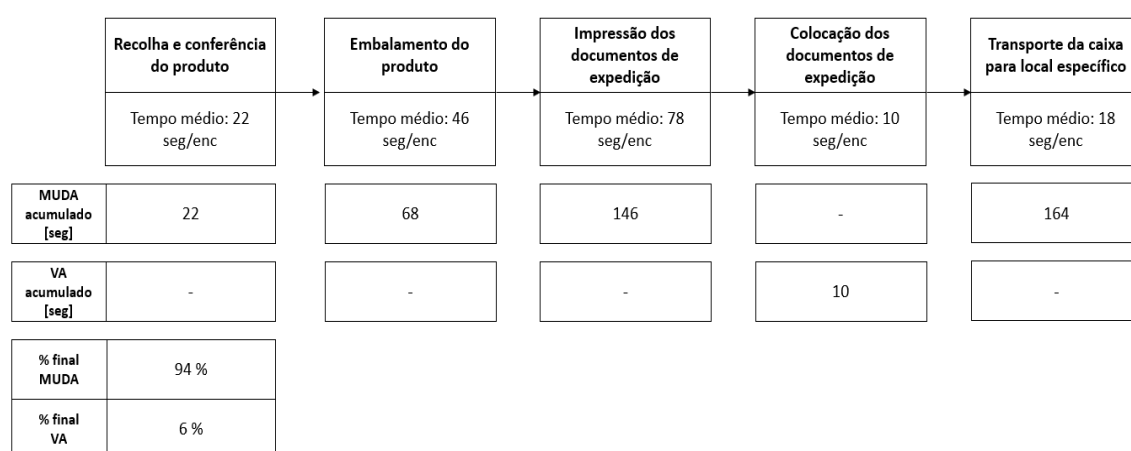 Recolha e conferência
do produto
Embalamento do
produto
Impressão dos
documentos de
expedição
Colocação dos
documentos de
expedição
Transporte da caixa
para local específico
Tempo médio: 22
seg/enc
Tempo médio: 46
seg/enc
Tempo médio: 78
seg/enc
Tempo médio: 10
seg/enc
Tempo médio: 18
seg/enc
MUDA
acumulado
[seg]
22
68
146
-
164
VA
acumulado
[seg]
-
-
-
10
-
% final
MUDA
94 %
% final
VA
6 %